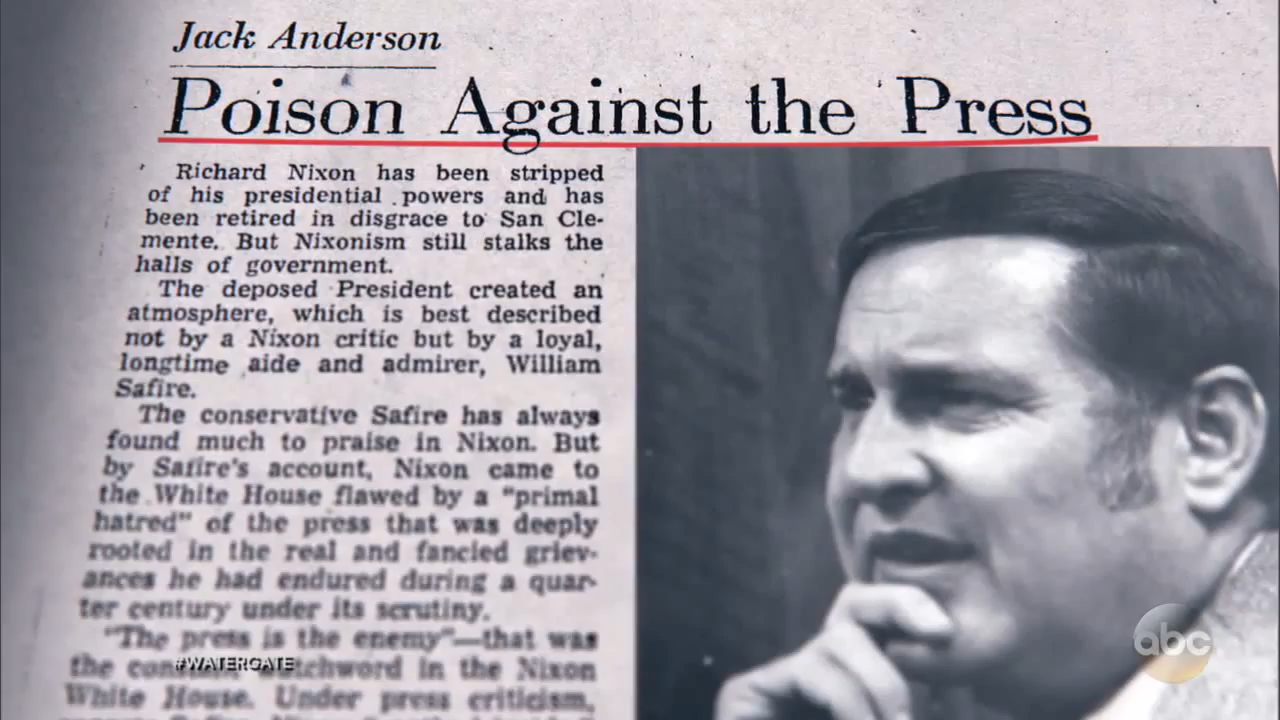 Jack Anderson
Poison Against the Press
Richard Nixon has been stripped
of his presidential powers and has
been retired in disgrace to San Cle-
mente. But Nixonism still stalks the
halls of government.
The deposed President created an
atmosphere, which is best described
not by a Nixon critic but by a loyal,
longtime aide and admirer, William
Safire.
The conservative Safire has always
found much to praise in Nixon. But
by Safire's account, Nixon came to
the White House flawed by a "primal
hatred" of the press that was deeply
rooted in the real and fancied griev-
ances he had endured during a quar-
ter century under its scrutiny.
"The press is the enemy"—that was
the in the Nixon
White House. Under press criticism,
#WATERGATE
abc